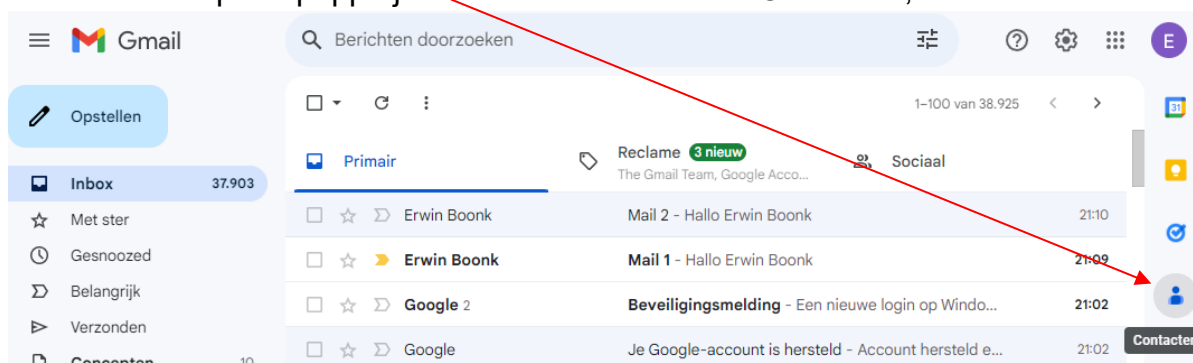 Gmail
Berichten doorzoeken
E
Opstellen
1–100 van 38.925
31
Primair
Reclame 3 nieuw
The Gmail Team, Google Acco...
Sociaal
Inbox 37.903
Met ster
Erwin Boonk Mail 2 - Hallo Erwin Boonk 21:10
Gesnoozed
Erwin Boonk Mail 1 - Hallo Erwin Boonk 21:09
Belangrijk
Google 2 Beveiligingsmelding - Een nieuwe login op Windo... 21:02
Verzonden
Contacten
Concepten 10
Google Je Google-account is hersteld - Account hersteld e... 21:02